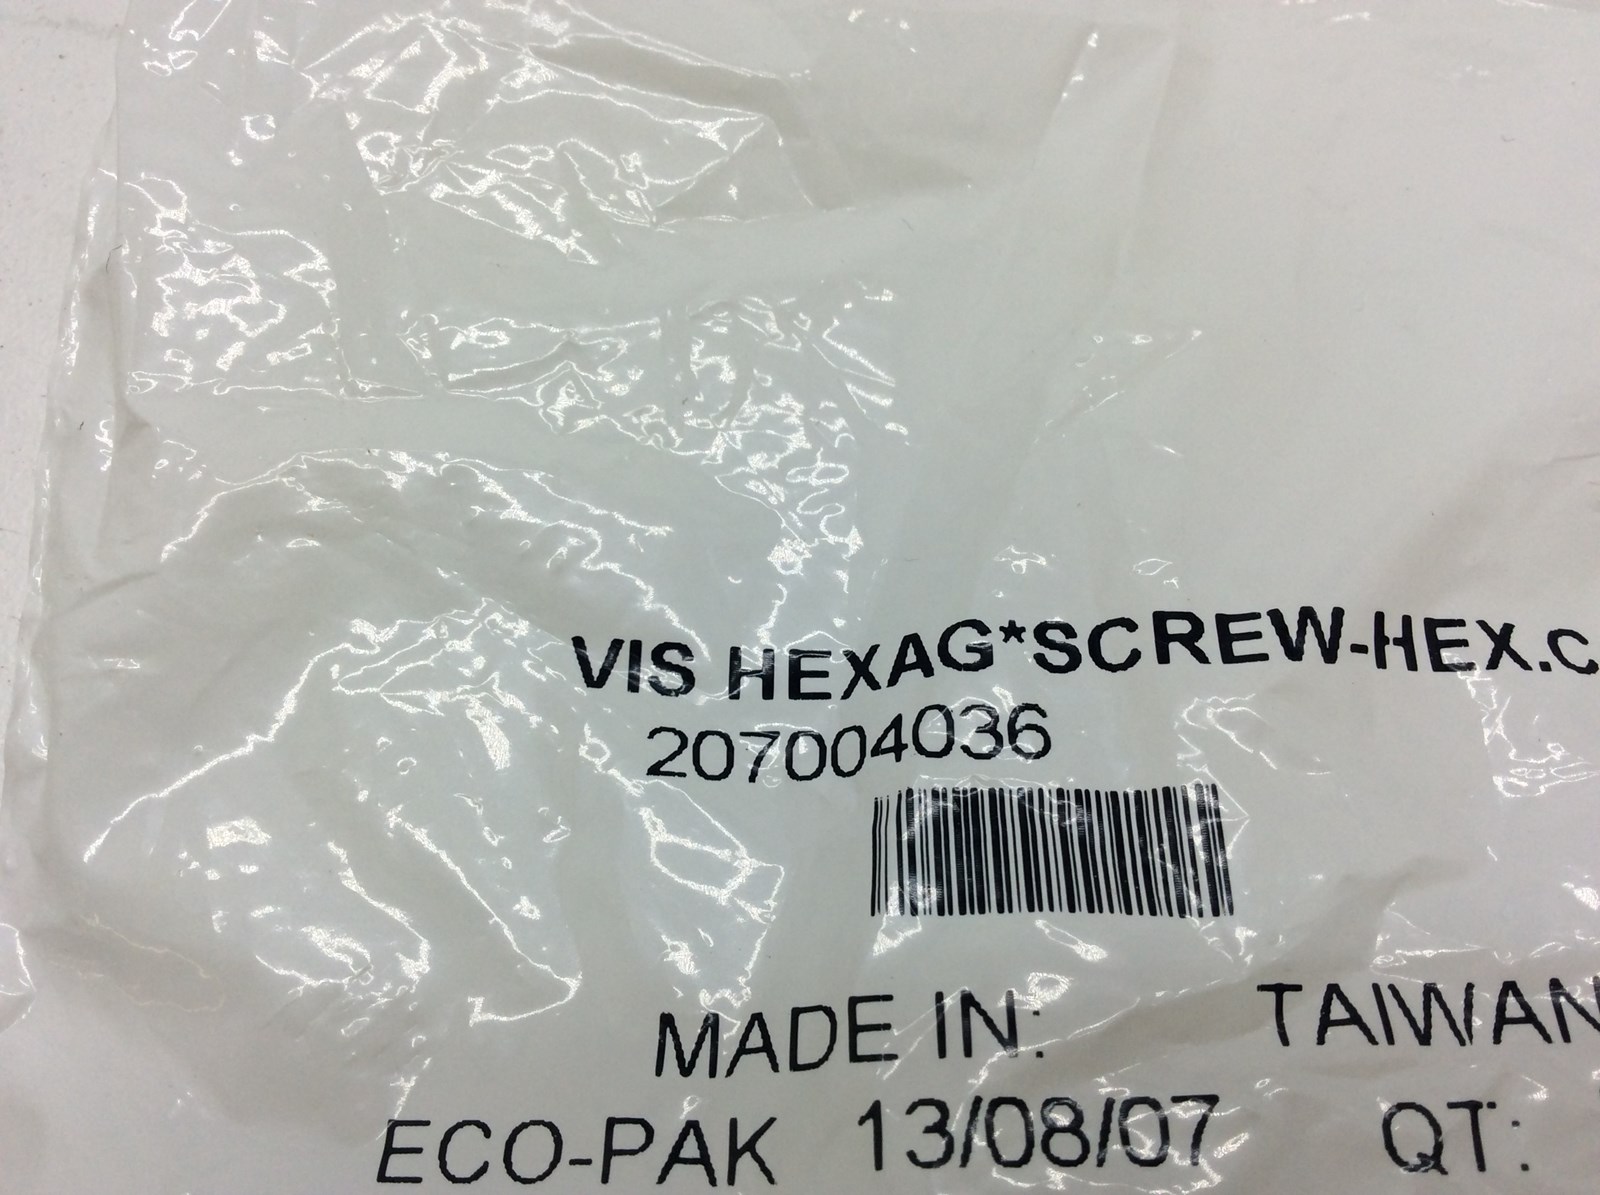 VIS HEXAG*SCREW-HEX.C
207004036
MADE IN: TAIWAN
ECO-PAK 13/08/07 QT: